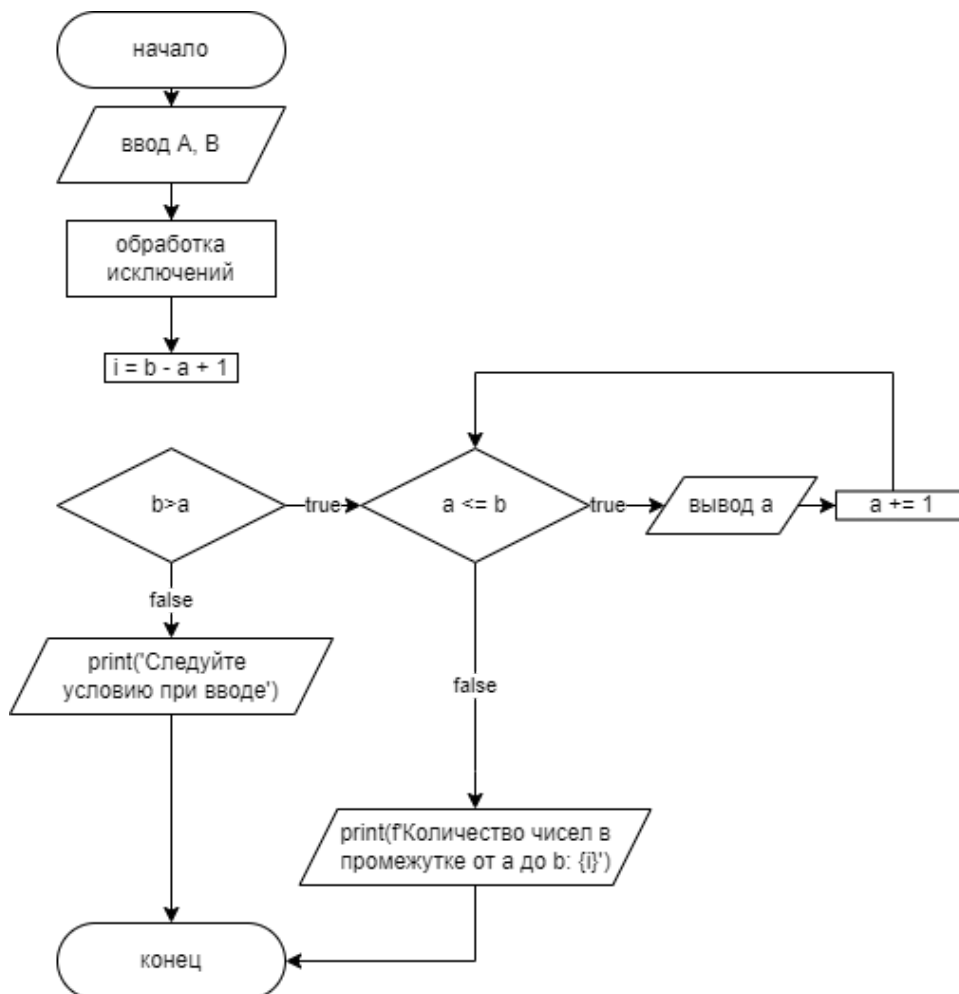 начало
ввод A, B
обработка
исключений
i = b - a + 1
b>a
true
a <= b
true
вывод a
a += 1
false
print('Следуйте
условию при вводе')
false
print(f'Количество чисел в
промежутке от a до b: {i}')
конец